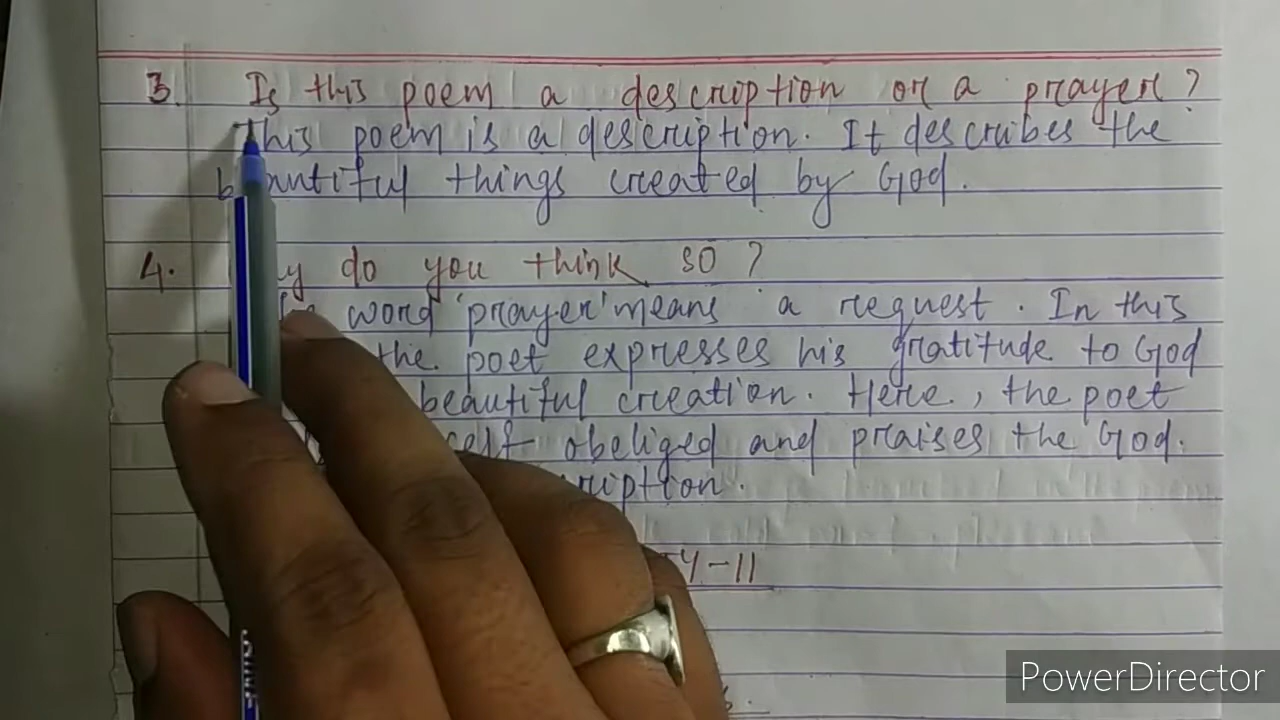 3. Is this poem a description or a prayer?
This poem is a description. It describes the
beautiful things created by God.
4. do you think so?
word 'prayer' means a request. In this
the poet expresses his gratitude to God
beautiful creation. Here, the poet
obeliged and praises the God.
-11
PowerDirector